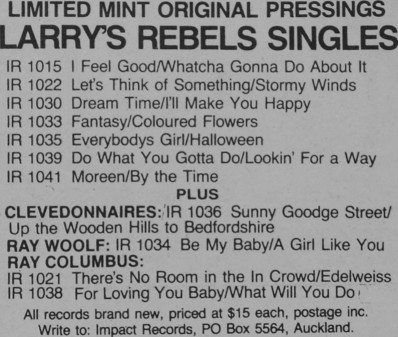 LIMITED MINT ORIGINAL PRESSINGS
LARRY'S REBELS SINGLES
IR 1015 I Feel Good/Whatcha Gonna Do About It
IR 1022 Let's Think of Something/Stormy Winds
IR 1030 Dream Time/I'll Make You Happy
IR 1033 Fantasy/Coloured Flowers
IR 1035 Everybodys Girl/Halloween
IR 1039 Do What You Gotta Do/Lookin' For a Way
IR 1041 Moreen/By the Time
PLUS
CLEVEDONNAIRES: IR 1036 Sunny Goodge Street/
Up the Wooden Hills to Bedfordshire
RAY WOOLF: IR 1034 Be My Baby/A Girl Like You
RAY COLUMBUS:
IR 1021 There's No Room in the In Crowd/Edelweiss
IR 1038 For Loving You Baby/What Will You Do
All records brand new, priced at $15 each, postage inc.
Write to: Impact Records, PO Box 5564, Auckland.